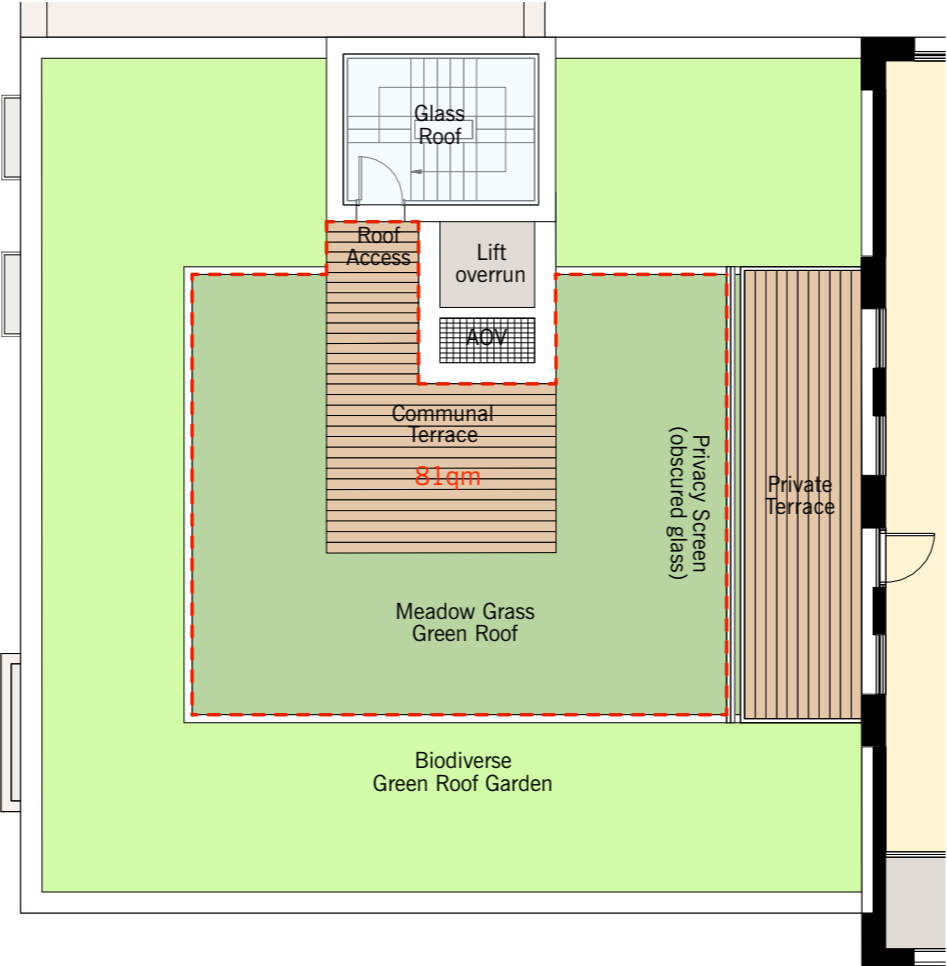 Glass
Roof
Roof
Access
Lift
overrun
AOV
Communal
Terrace
81qm
Privacy Screen
(obscured glass)
Private
Terrace
Meadow Grass
Green Roof
Biodiverse
Green Roof Garden